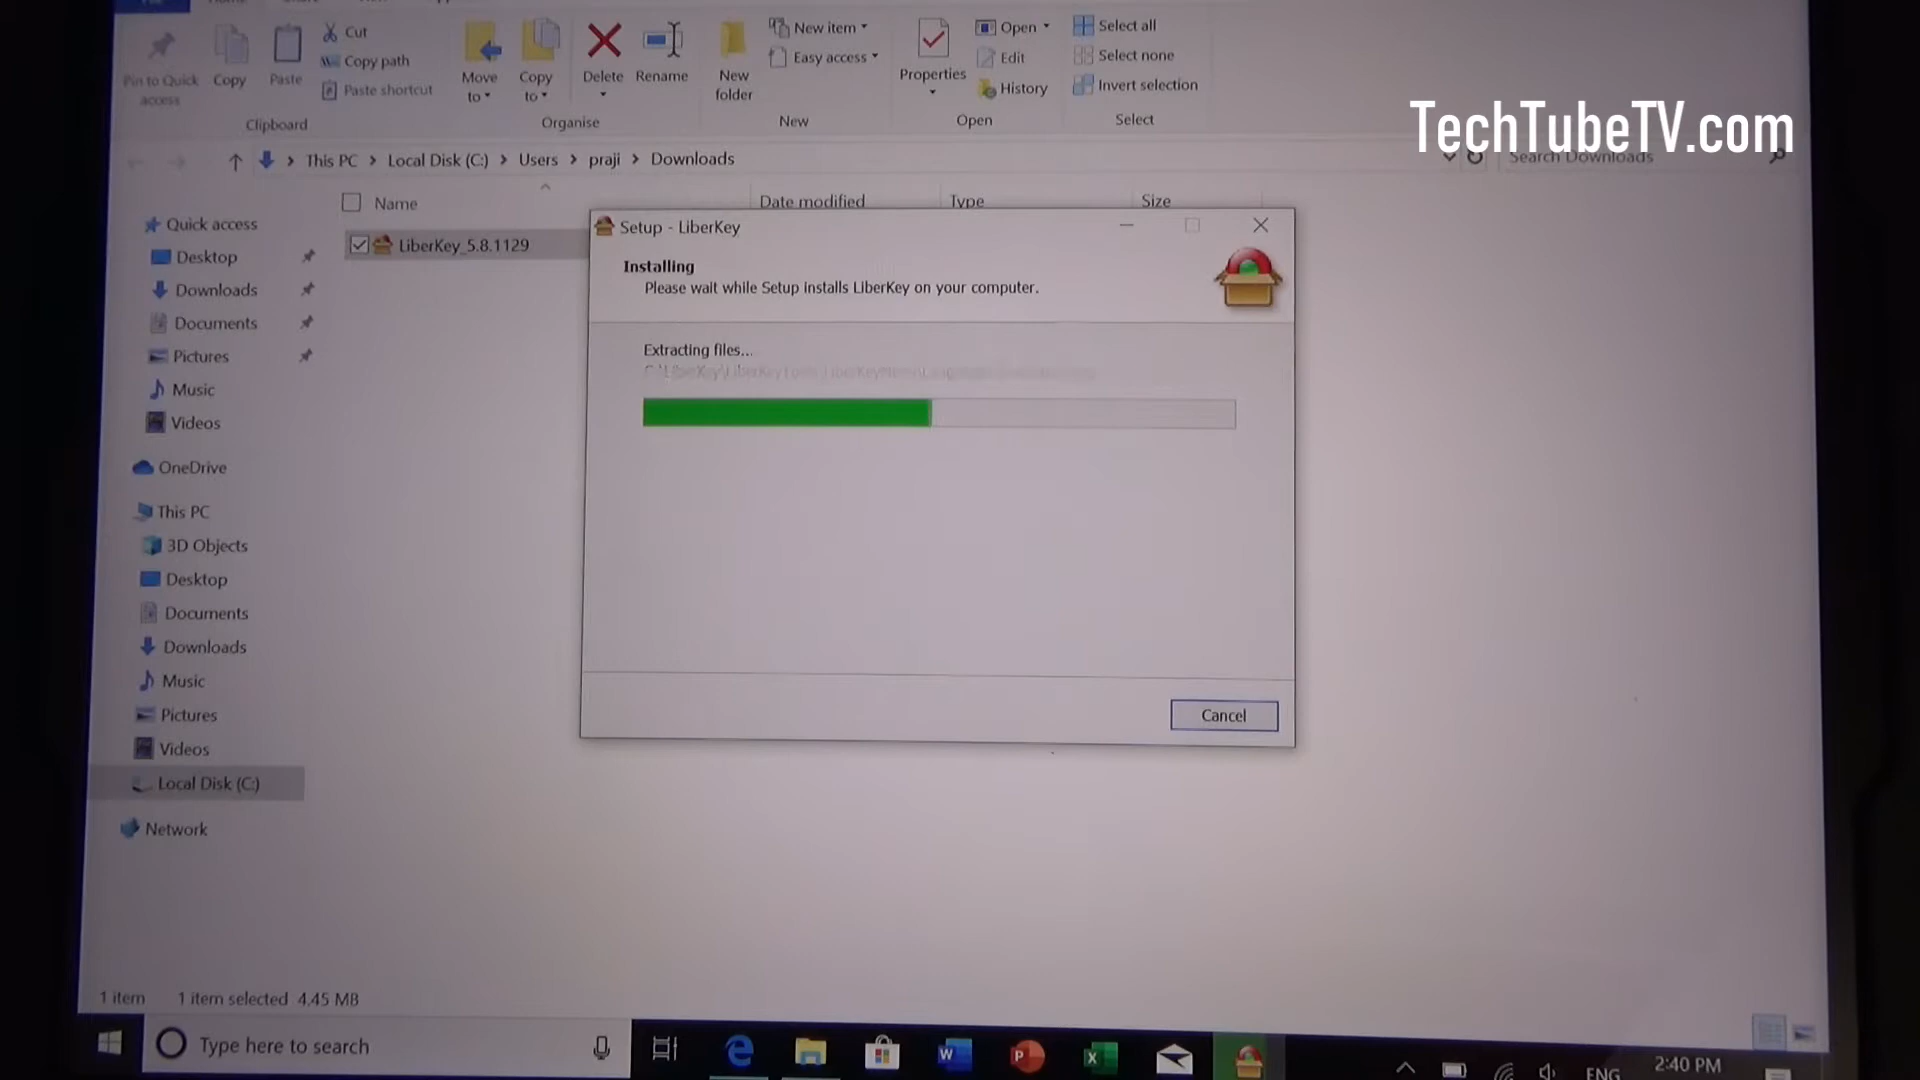 Pin to Quick access
Copy
Paste
Cut
Copy path
Paste shortcut
Clipboard
Move to
Copy to
Delete
Rename
Organise
New folder
New item
Easy access
New
Properties
Open
Edit
History
Open
Select all
Select none
Invert selection
Select
TechTubeTV.com
This PC > Local Disk (C:) > Users > praji > Downloads
Search Downloads
Name
Date modified
Type
Size
LiberKey_5.8.1129
Quick access
Desktop
Downloads
Documents
Pictures
Music
Videos
OneDrive
This PC
3D Objects
Desktop
Documents
Downloads
Music
Pictures
Videos
Local Disk (C:)
Network
Setup - LiberKey
Installing
Please wait while Setup installs LiberKey on your computer.
Extracting files...
Cancel
1 item
1 item selected 4.45 MB
Type here to search
ENG
2:40 PM